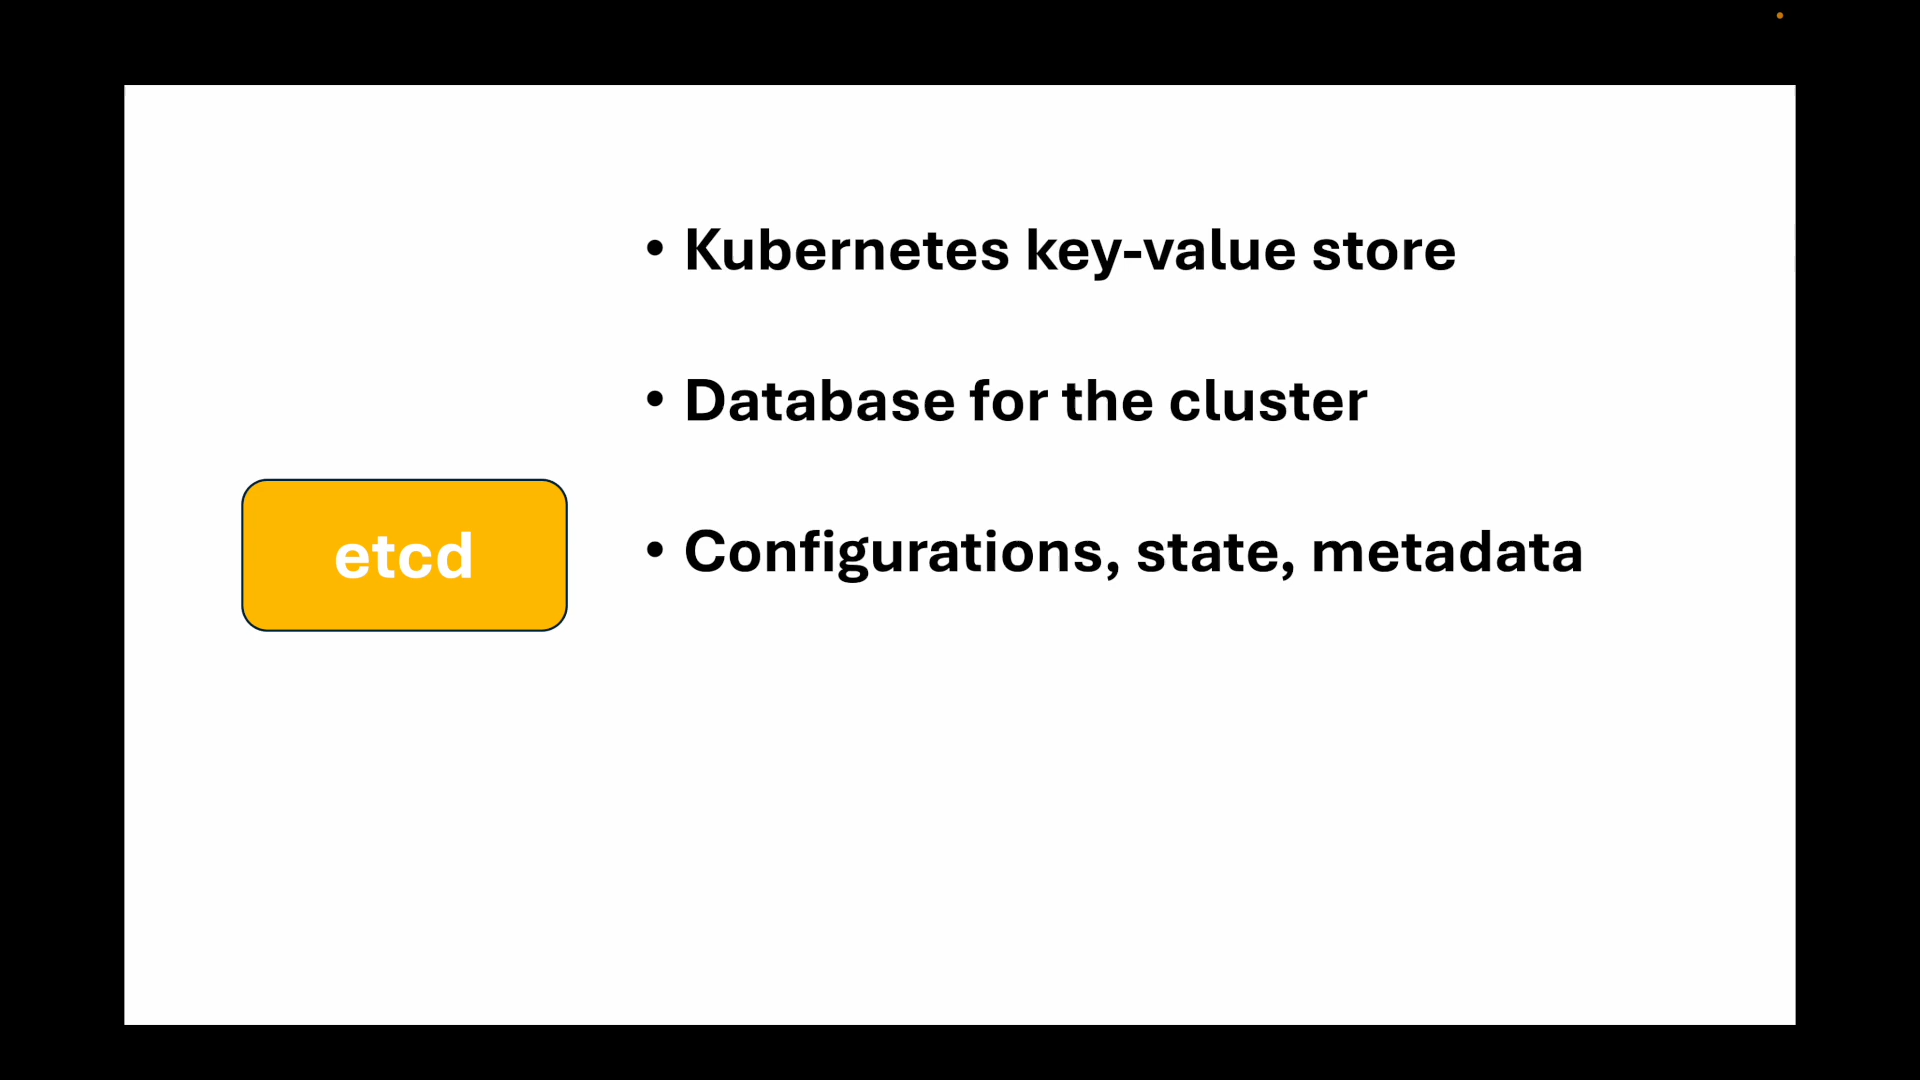 • Kubernetes key-value store
• Database for the cluster
etcd
• Configurations, state, metadata